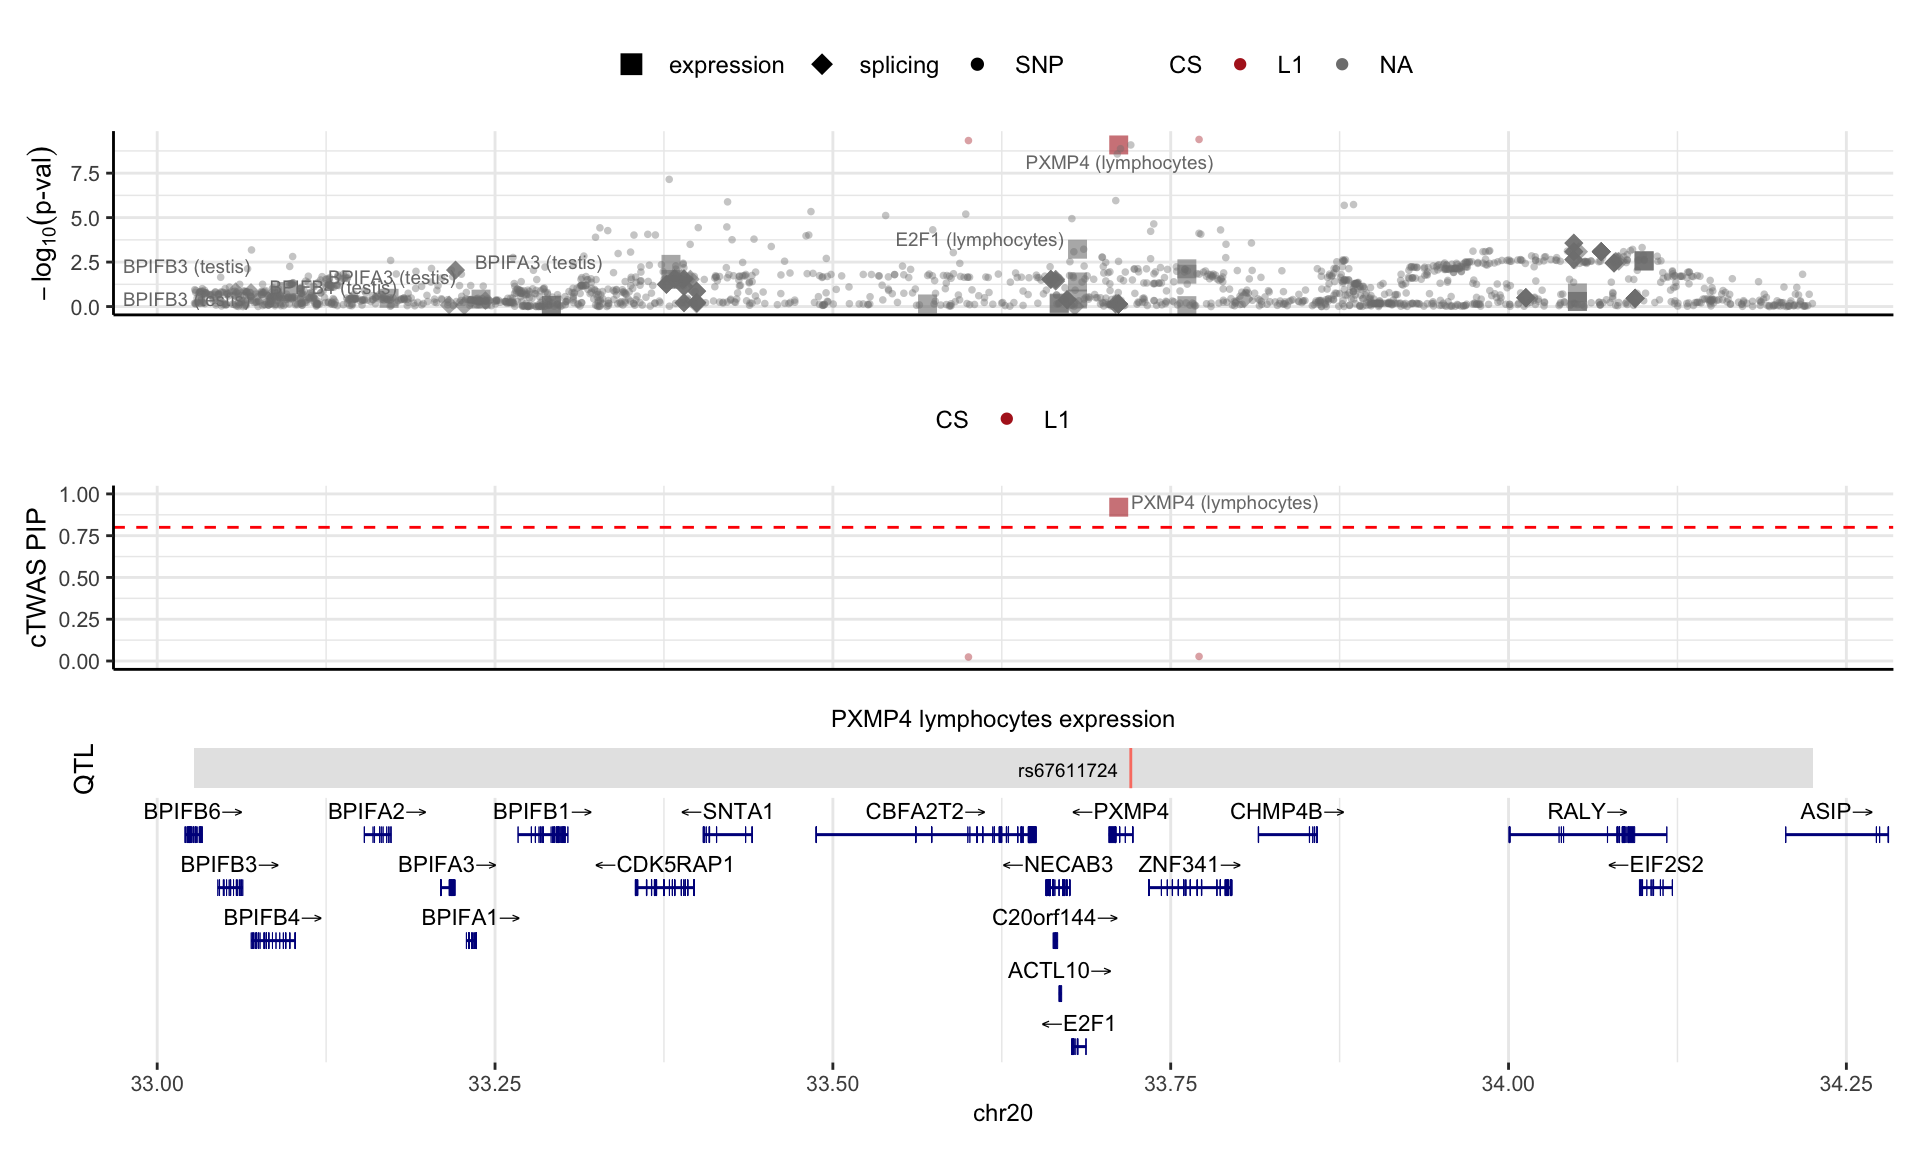 expression splicing SNP CS L1 NA
− log10(p-val)
7.5
5.0
2.5
0.0
PXMP4 (lymphocytes)
E2F1 (lymphocytes)
BPIFB3 (testis)
BPIFA3 (testis)
BPIFA3 (testis)
BPIFB4 (testis)
BPIFB3 (testis)
CS L1
cTWAS PIP
1.00
0.75
0.50
0.25
0.00
PXMP4 (lymphocytes)
PXMP4 lymphocytes expression
QTL
rs67611724
BPIFB6→ BPIFA2→ BPIFB1→ ←SNTA1 CBFA2T2→ ←PXMP4 CHMP4B→ RALY→ ASIP→
BPIFB3→ BPIFA3→ ←CDK5RAP1 ←NECAB3 ZNF341→ ←EIF2S2
BPIFB4→ BPIFA1→ C20orf144→
ACTL10→
←E2F1
33.00 33.25 33.50 33.75 34.00 34.25
chr20